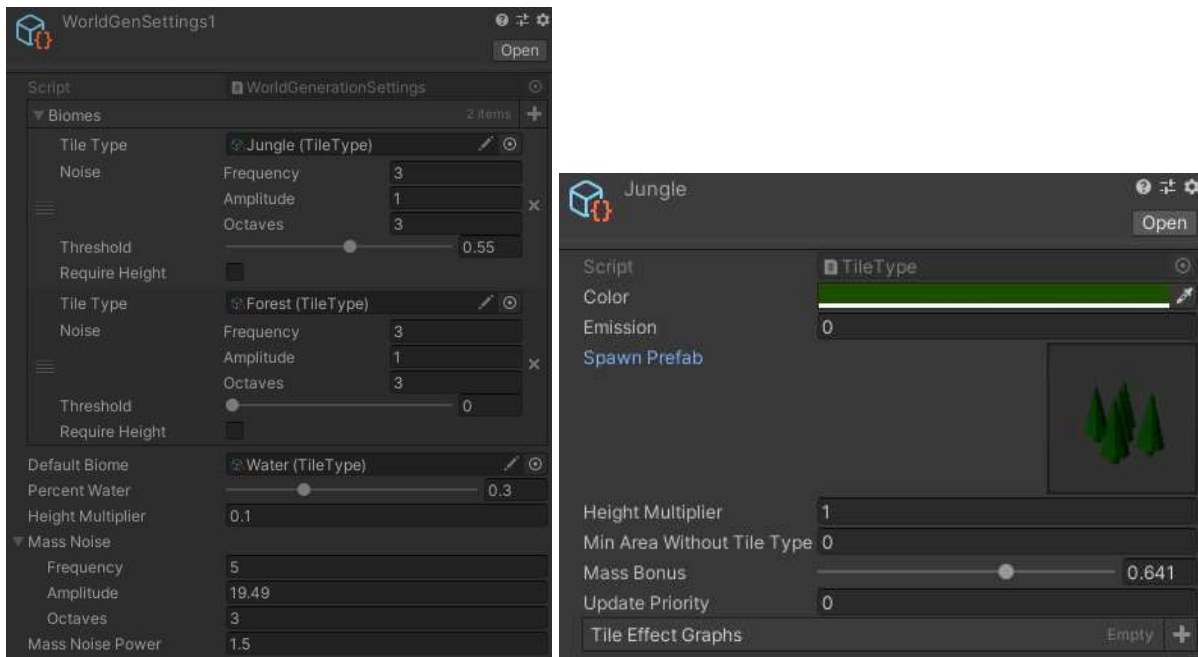 WorldGenSettings1
Open
Script WorldGenerationSettings
Biomes 2 items
Tile Type Jungle (TileType)
Noise Frequency 3
Amplitude 1
Octaves 3
Threshold 0.55
Require Height
Tile Type Forest (TileType)
Noise Frequency 3
Amplitude 1
Octaves 3
Threshold 0
Require Height
Default Biome Water (TileType)
Percent Water 0.3
Height Multiplier 0.1
Mass Noise
Frequency 5
Amplitude 19.49
Octaves 3
Mass Noise Power 1.5
Jungle
Open
Script TileType
Color
Emission 0
Spawn Prefab
Height Multiplier 1
Min Area Without Tile Type 0
Mass Bonus 0.641
Update Priority 0
Tile Effect Graphs Empty